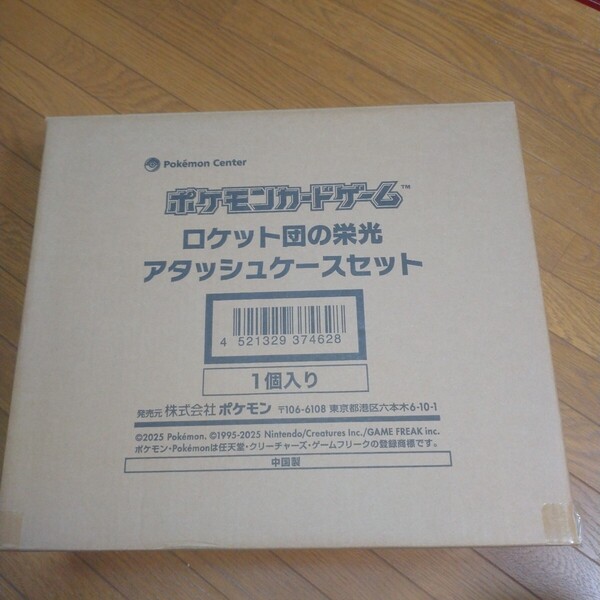 Pokémon Center
ポケモンカードゲーム™
ロケット団の栄光
アタッシュケースセット
4 521329 374628
1個入り
発売元 株式会社 ポケモン 〒106-6108 東京都港区六本木6-10-1
©2025 Pokémon. ©1995-2025 Nintendo/Creatures Inc./GAME FREAK inc.
ポケモン・Pokémonは任天堂・クリーチャーズ・ゲームフリークの登録商標です。
中国製